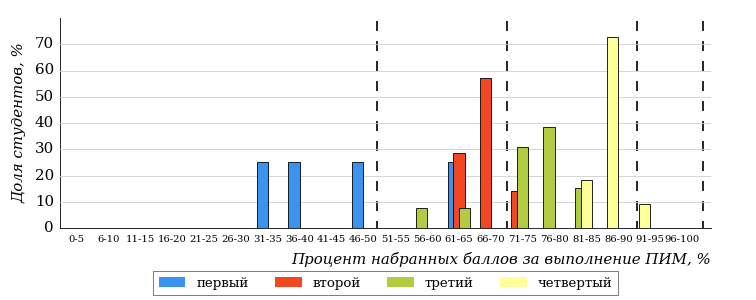 Доля студентов, %
70
60
50
40
30
20
10
0
0-5 6-10 11-15 16-20 21-25 26-30 31-35 36-40 41-45 46-50 51-55 56-60 61-65 66-70 71-75 76-80 81-85 86-90 91-95 96-100
Процент набранных баллов за выполнение ПИМ, %
первый второй третий четвертый